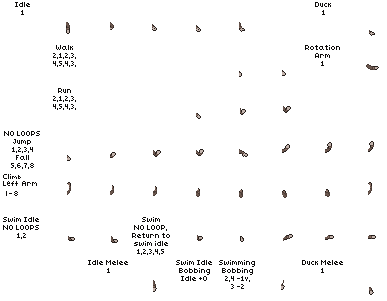 Idle
1
Duck
1
Walk
2,1,2,3,
4,5,4,3,
Rotation
Arm
1
Run
2,1,2,3,
4,5,4,3,
NO LOOPS
Jump
1,2,3,4
Fall
5,6,7,8
Climb
Left Arm
1-8
Swim Idle
NO LOOPS
1,2
Swim
NO LOOP,
Return to
swim idle
1,2,3,4,5
Idle Melee
1
Swim Idle
Bobbing
Idle +0
Swimming
Bobbing
2,4 -1v,
3 -2
Duck Melee
1